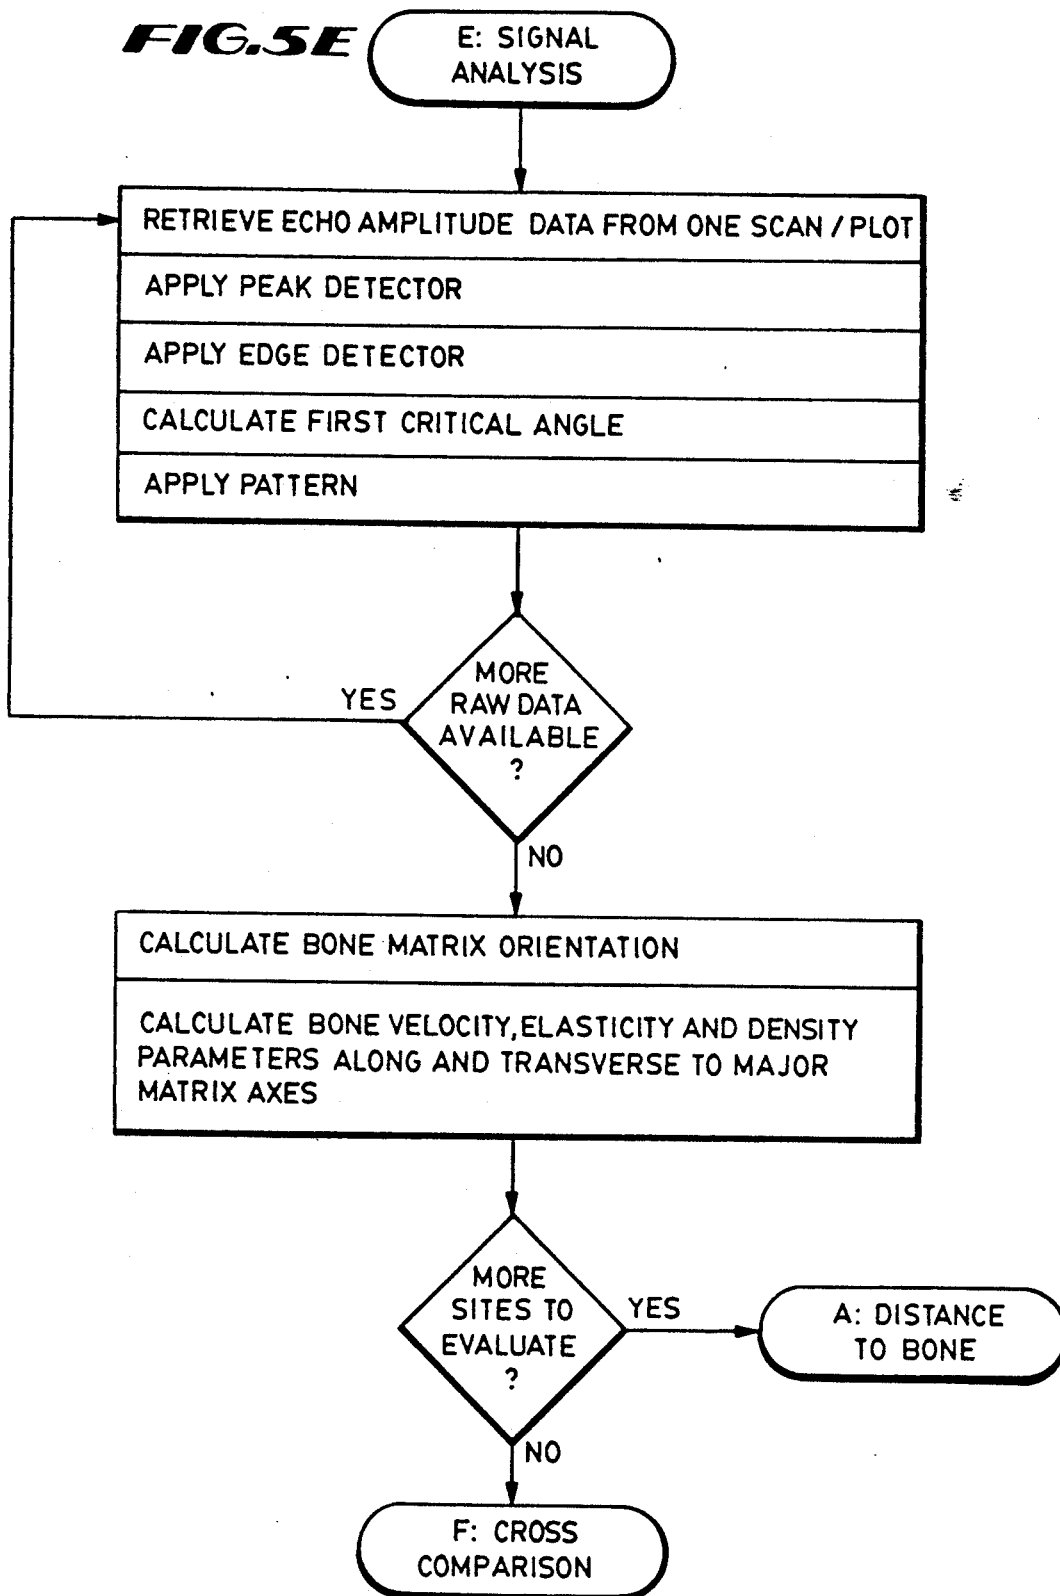 FIG.5E
E: SIGNAL
ANALYSIS
RETRIEVE ECHO AMPLITUDE DATA FROM ONE SCAN / PLOT
APPLY PEAK DETECTOR
APPLY EDGE DETECTOR
CALCULATE FIRST CRITICAL ANGLE
APPLY PATTERN
MORE
RAW DATA
AVAILABLE
?
YES
NO
CALCULATE BONE MATRIX ORIENTATION
CALCULATE BONE VELOCITY, ELASTICITY AND DENSITY
PARAMETERS ALONG AND TRANSVERSE TO MAJOR
MATRIX AXES
MORE
SITES TO
EVALUATE
?
YES
A: DISTANCE
TO BONE
NO
F: CROSS
COMPARISON